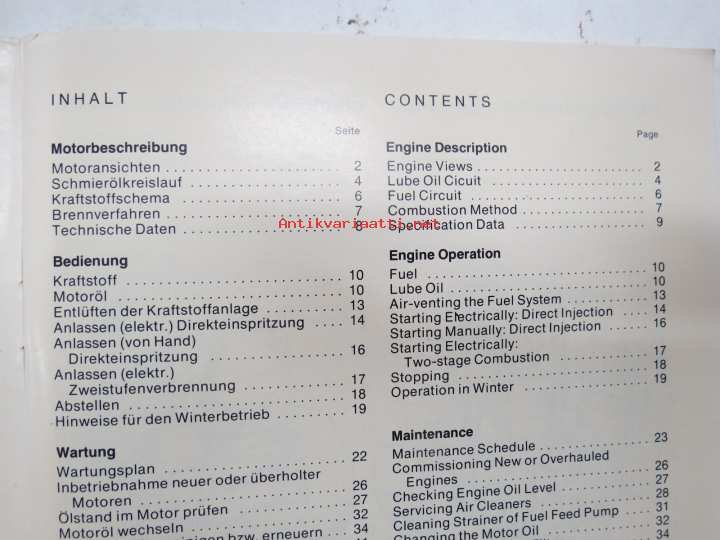 INHALT
Seite
Motorbeschreibung
Motoransichten 2
Schmierölkreislauf 4
Kraftstoffschema 6
Brennverfahren 7
Technische Daten 8
Bedienung
Kraftstoff 10
Motoröl 10
Entlüften der Kraftstoffanlage 13
Anlassen (elektr.) Direkteinspritzung 14
Anlassen (von Hand)
Direkteinspritzung 16
Anlassen (elektr.)
Zweistufenverbrennung 17
Abstellen 18
Hinweise für den Winterbetrieb 19
Wartung
Wartungsplan 22
Inbetriebnahme neuer oder überholter
Motoren 26
Ölstand im Motor prüfen 27
Motoröl wechseln 32
nigen bzw. erneuern 34
CONTENTS
Page
Engine Description
Engine Views 2
Lube Oil Cicuit 4
Fuel Circuit 6
Combustion Method 7
Specification Data 9
Engine Operation
Fuel 10
Lube Oil 10
Air-venting the Fuel System 13
Starting Electrically: Direct Injection 14
Starting Manually: Direct Injection 16
Starting Electrically:
Two-stage Combustion 17
Stopping 18
Operation in Winter 19
Maintenance
Maintenance Schedule 23
Commissioning New or Overhauled
Engines 26
Checking Engine Oil Level 27
Servicing Air Cleaners 28
Cleaning Strainer of Fuel Feed Pump 31
Changing the Motor Oil 32
34
Antikvariaatti.net